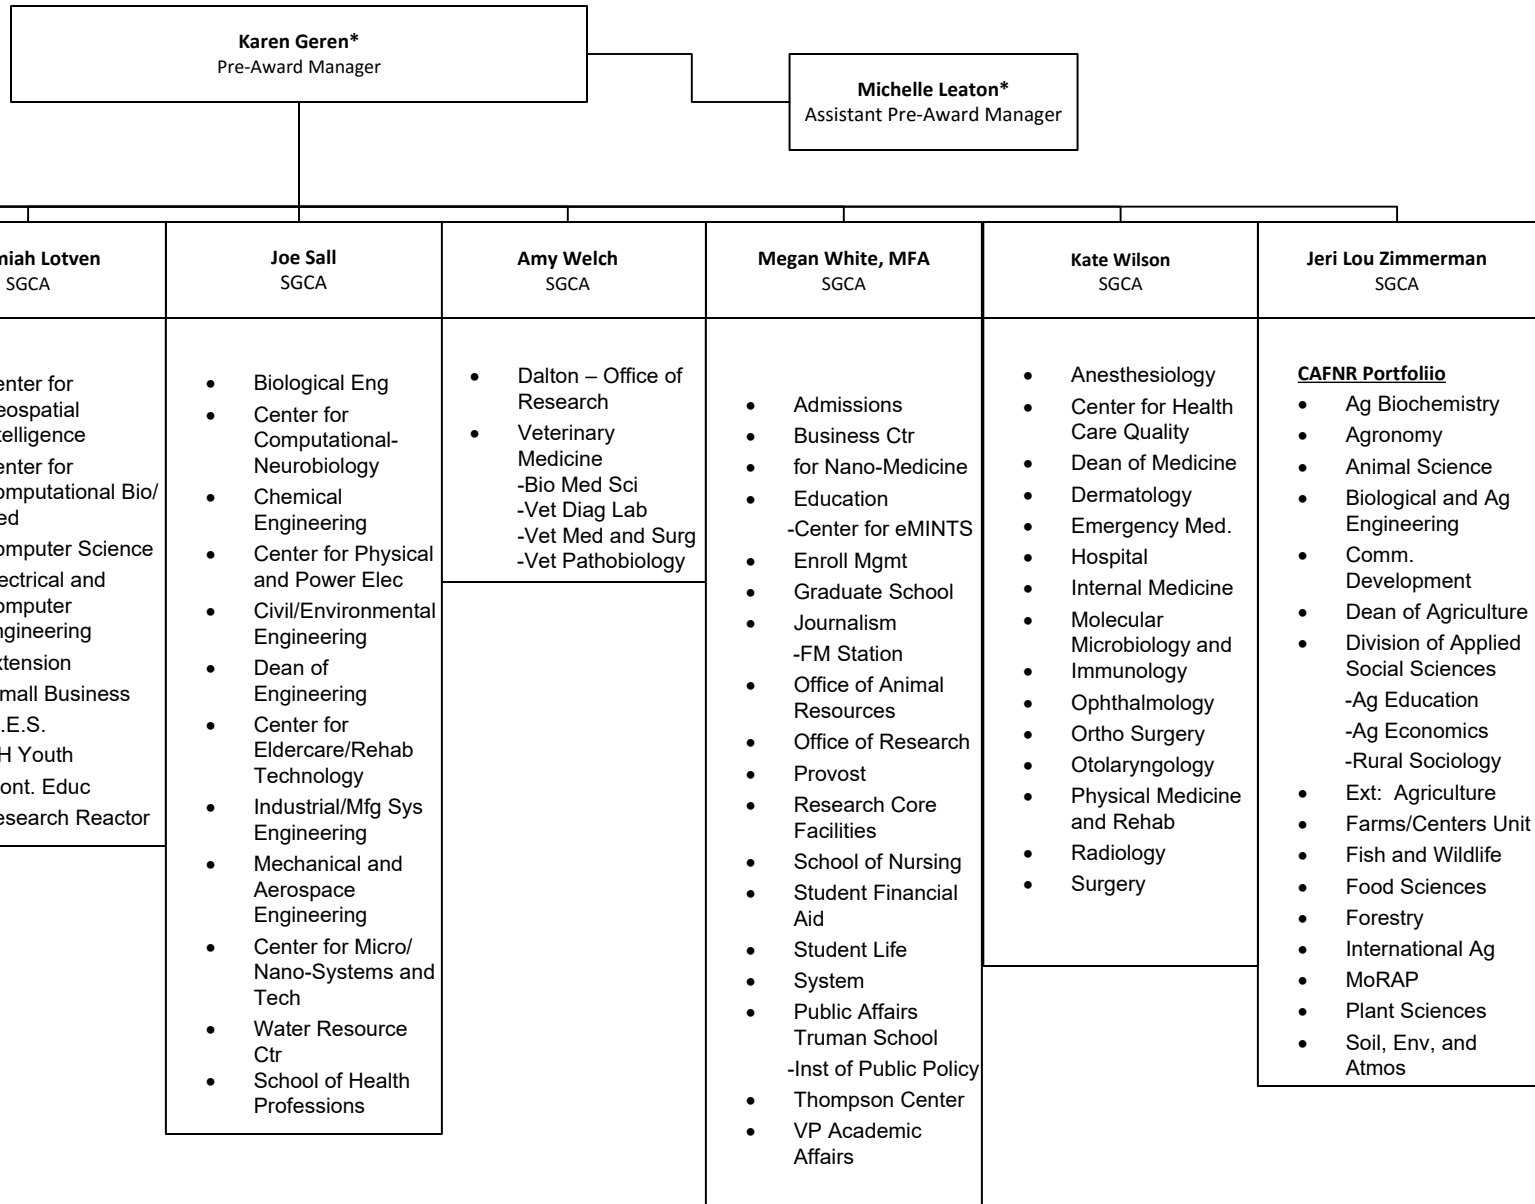 Karen Geren*
Pre-Award Manager
Michelle Leaton*
Assistant Pre-Award Manager
miah Lotven
SGCA
enter for
eospatial
telligence
enter for
omputational Bio/
ed
omputer Science
lectrical and
omputer
ngineering
xtension
mall Business
.E.S.
H Youth
ont. Educ
esearch Reactor
Joe Sall
SGCA
• Biological Eng
• Center for
Computational-
Neurobiology
• Chemical
Engineering
• Center for Physical
and Power Elec
• Civil/Environmental
Engineering
• Dean of
Engineering
• Center for
Eldercare/Rehab
Technology
• Industrial/Mfg Sys
Engineering
• Mechanical and
Aerospace
Engineering
• Center for Micro/
Nano-Systems and
Tech
• Water Resource
Ctr
• School of Health
Professions
Amy Welch
SGCA
• Dalton – Office of
Research
• Veterinary
Medicine
-Bio Med Sci
-Vet Diag Lab
-Vet Med and Surg
-Vet Pathobiology
Megan White, MFA
SGCA
• Admissions
• Business Ctr
• for Nano-Medicine
• Education
-Center for eMINTS
• Enroll Mgmt
• Graduate School
• Journalism
-FM Station
• Office of Animal
Resources
• Office of Research
• Provost
• Research Core
Facilities
• School of Nursing
• Student Financial
Aid
• Student Life
• System
• Public Affairs
Truman School
-Inst of Public Policy
• Thompson Center
• VP Academic
Affairs
Kate Wilson
SGCA
• Anesthesiology
• Center for Health
Care Quality
• Dean of Medicine
• Dermatology
• Emergency Med.
• Hospital
• Internal Medicine
• Molecular
Microbiology and
• Immunology
• Ophthalmology
• Ortho Surgery
• Otolaryngology
• Physical Medicine
and Rehab
• Radiology
• Surgery
Jeri Lou Zimmerman
SGCA
CAFNR Portfoliio
• Ag Biochemistry
• Agronomy
• Animal Science
• Biological and Ag
Engineering
• Comm.
Development
• Dean of Agriculture
• Division of Applied
Social Sciences
-Ag Education
-Ag Economics
-Rural Sociology
• Ext:  Agriculture
• Farms/Centers Unit
• Fish and Wildlife
• Food Sciences
• Forestry
• International Ag
• MoRAP
• Plant Sciences
• Soil, Env, and
Atmos